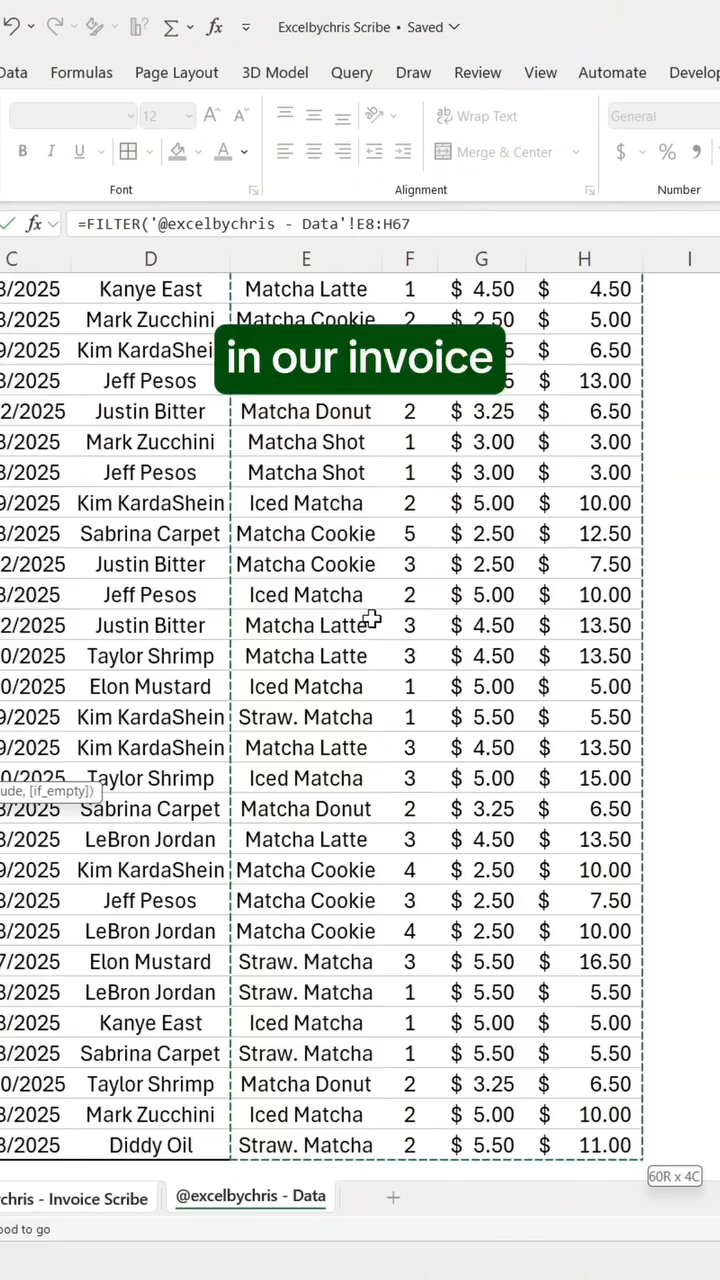 Excelbychris Scribe • Saved
Data Formulas Page Layout 3D Model Query Draw Review View Automate Develop
12 A^ A˅ ab Wrap Text General
B I U A Merge & Center $ % 9
Font Alignment Number
fx =FILTER('@excelbychris - Data'!E8:H67
C D E F G H I
3/2025 Kanye East Matcha Latte 1 $ 4.50 $ 4.50
3/2025 Mark Zucchini Matcha Cookie 2 $ 2.50 $ 5.00
9/2025 Kim KardaShei 5 $ 6.50
in our invoice
3/2025 Jeff Pesos 5 $ 13.00
2/2025 Justin Bitter Matcha Donut 2 $ 3.25 $ 6.50
3/2025 Mark Zucchini Matcha Shot 1 $ 3.00 $ 3.00
3/2025 Jeff Pesos Matcha Shot 1 $ 3.00 $ 3.00
9/2025 Kim KardaShein Iced Matcha 2 $ 5.00 $ 10.00
3/2025 Sabrina Carpet Matcha Cookie 5 $ 2.50 $ 12.50
2/2025 Justin Bitter Matcha Cookie 3 $ 2.50 $ 7.50
3/2025 Jeff Pesos Iced Matcha 2 $ 5.00 $ 10.00
2/2025 Justin Bitter Matcha Latte 3 $ 4.50 $ 13.50
0/2025 Taylor Shrimp Matcha Latte 3 $ 4.50 $ 13.50
0/2025 Elon Mustard Iced Matcha 1 $ 5.00 $ 5.00
9/2025 Kim KardaShein Straw. Matcha 1 $ 5.50 $ 5.50
9/2025 Kim KardaShein Matcha Latte 3 $ 4.50 $ 13.50
0/2025 Taylor Shrimp Iced Matcha 3 $ 5.00 $ 15.00
ude, [if_empty])
3/2025 Sabrina Carpet Matcha Donut 2 $ 3.25 $ 6.50
3/2025 LeBron Jordan Matcha Latte 3 $ 4.50 $ 13.50
9/2025 Kim KardaShein Matcha Cookie 4 $ 2.50 $ 10.00
3/2025 Jeff Pesos Matcha Cookie 3 $ 2.50 $ 7.50
3/2025 LeBron Jordan Matcha Cookie 4 $ 2.50 $ 10.00
7/2025 Elon Mustard Straw. Matcha 3 $ 5.50 $ 16.50
3/2025 LeBron Jordan Straw. Matcha 1 $ 5.50 $ 5.50
3/2025 Kanye East Iced Matcha 1 $ 5.00 $ 5.00
3/2025 Sabrina Carpet Straw. Matcha 1 $ 5.50 $ 5.50
0/2025 Taylor Shrimp Matcha Donut 2 $ 3.25 $ 6.50
3/2025 Mark Zucchini Iced Matcha 2 $ 5.00 $ 10.00
3/2025 Diddy Oil Straw. Matcha 2 $ 5.50 $ 11.00
60R x 4C
chris - Invoice Scribe @excelbychris - Data +
ood to go